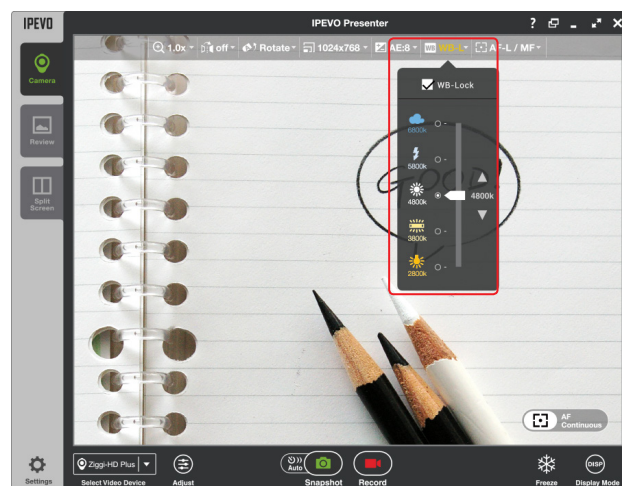 IPEVO
IPEVO Presenter
?
1.0x
off
Rotate
1024x768
AE:8
WB WB-L
AF-L / MF
Camera
Review
Split
Screen
Settings
WB-Lock
6800k
5800k
4800k
3800k
2800k
4800k
GOOD!
AF
Continuous
Ziggi-HD Plus
Select Video Device
Adjust
Auto
Snapshot
Record
Freeze
DISP
Display Mode